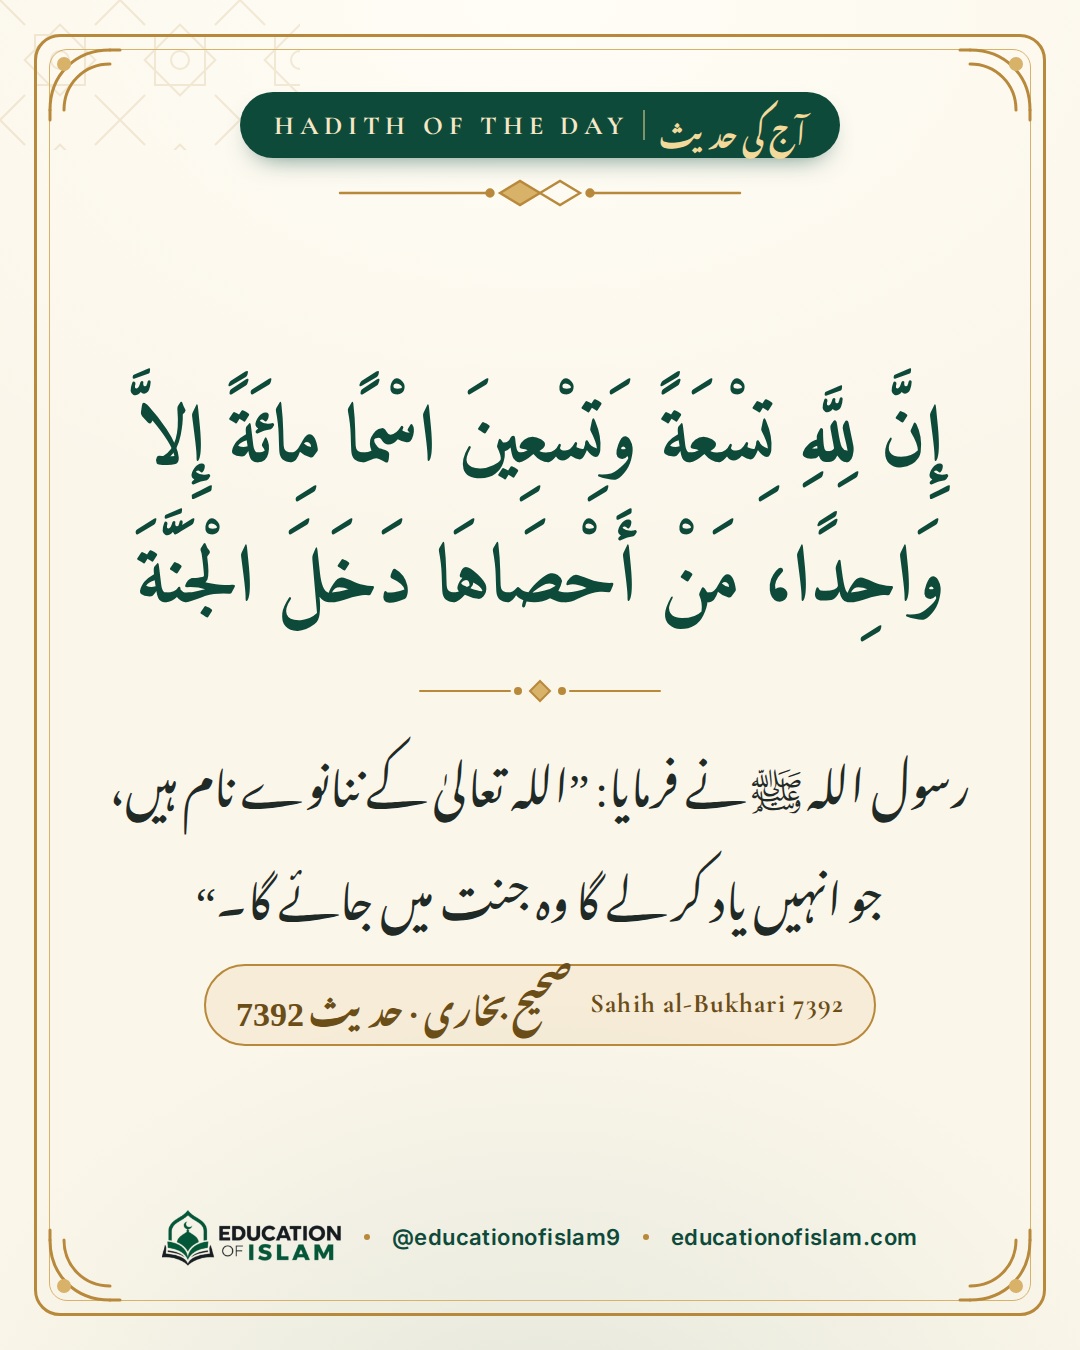 HADITH OF THE DAY | آج کی حدیث
إِنَّ لِلَّهِ تِسْعَةً وَتِسْعِينَ اسْمًا مِائَةً إِلاَّ
وَاحِدًا، مَنْ أَحْصَاهَا دَخَلَ الْجَنَّةَ
رسول اللہ ﷺ نے فرمایا: ”اللہ تعالیٰ کے ننانوے نام ہیں،
جو انہیں یاد کر لے گا وہ جنت میں جائے گا۔“
صحیح بخاری · حدیث 7392 Sahih al-Bukhari 7392
EDUCATION OF ISLAM • @educationofislam9 • educationofislam.com